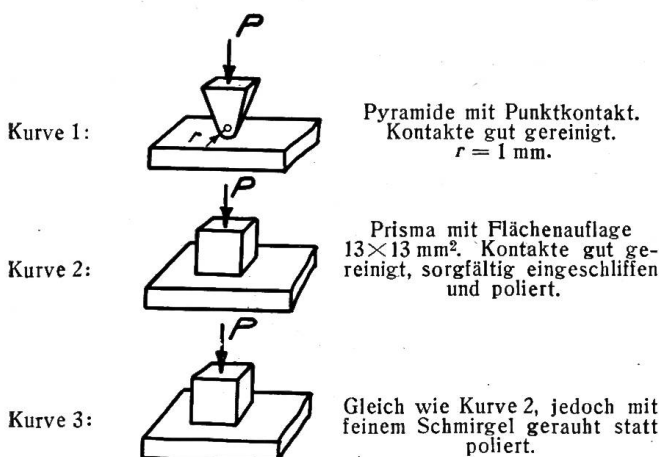 P
Kurve 1:
r
Pyramide mit Punktkontakt.
Kontakte gut gereinigt.
r = 1 mm.
P
Kurve 2:
Prisma mit Flächenauflage
13×13 mm². Kontakte gut ge-
reinigt, sorgfältig eingeschliffen
und poliert.
P
Kurve 3:
Gleich wie Kurve 2, jedoch mit
feinem Schmirgel gerauht statt
poliert.